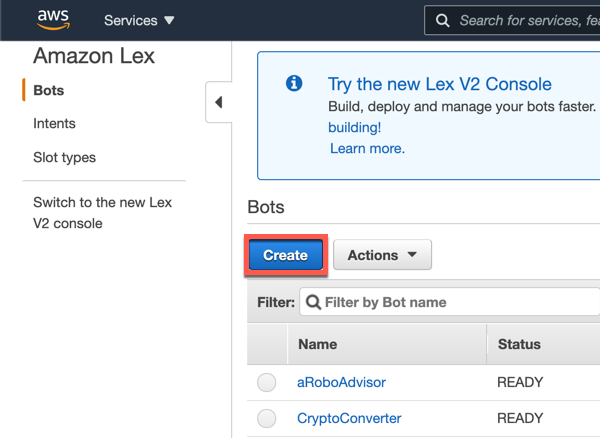 aws
Services
Search for services, fea
Amazon Lex
Bots
Intents
Slot types
Switch to the new Lex
V2 console
Try the new Lex V2 Console
Build, deploy and manage your bots faster.
building!
Learn more.
Bots
Create
Actions
Filter:
Filter by Bot name
Name
Status
aRoboAdvisor
READY
CryptoConverter
READY